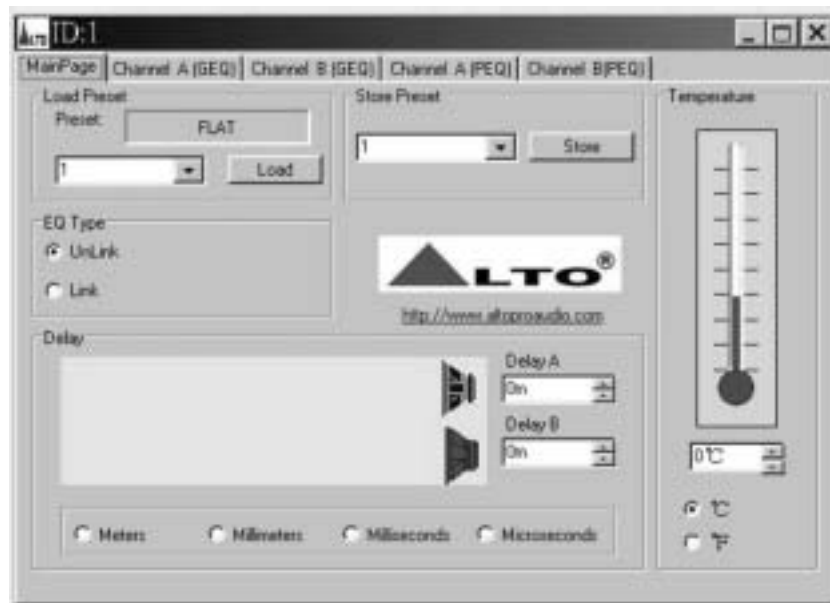 ALTO ID:1
MainPage Channel A (GEQ) Channel B (GEQ) Channel A (PEQ) Channel B(PEQ)
Load Preset
Preset:
FLAT
1
Load
Store Preset
1
Store
Temperature
EQ Type
UnLink
Link
ALTO®
http://www.altoproaudio.com
Delay
Delay A
0m
Delay B
0m
0℃
℃
℉
Meters Millimeters Milliseconds Microseconds